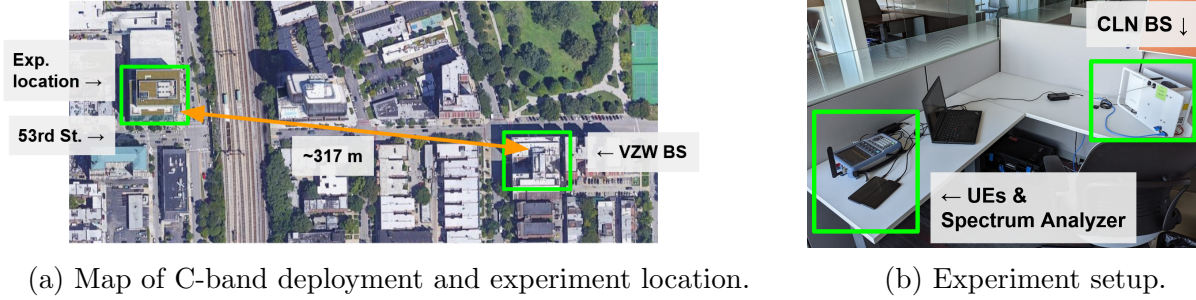 Exp.
location →
53rd St. →
~317 m
← VZW BS
CLN BS ↓
← UEs &
Spectrum Analyzer
(a) Map of C-band deployment and experiment location.
(b) Experiment setup.